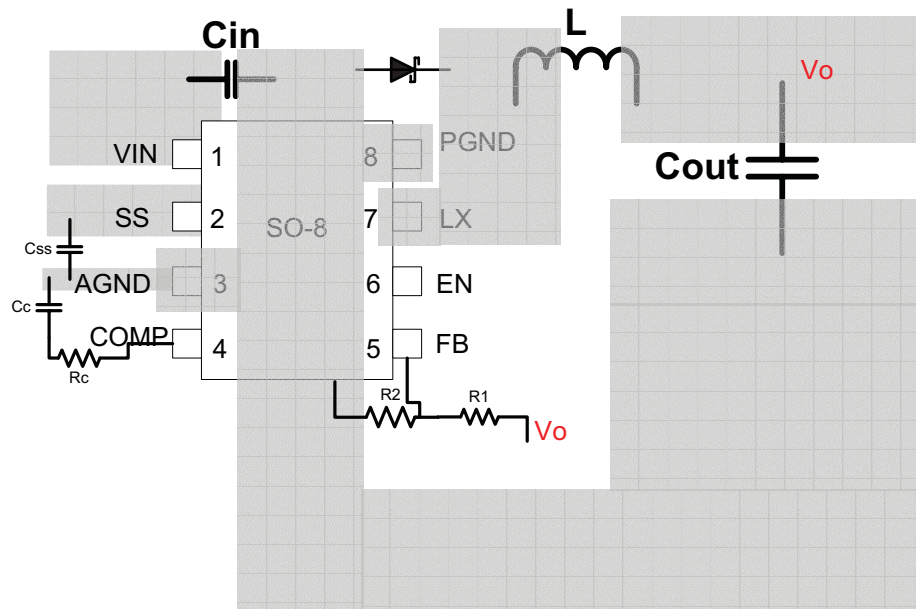 Cin
L
Vo
VIN
1
8
PGND
Cout
SS
2
SO-8
7
LX
Css
AGND
3
6
EN
Cc
COMP
4
5
FB
Rc
R2
R1
Vo